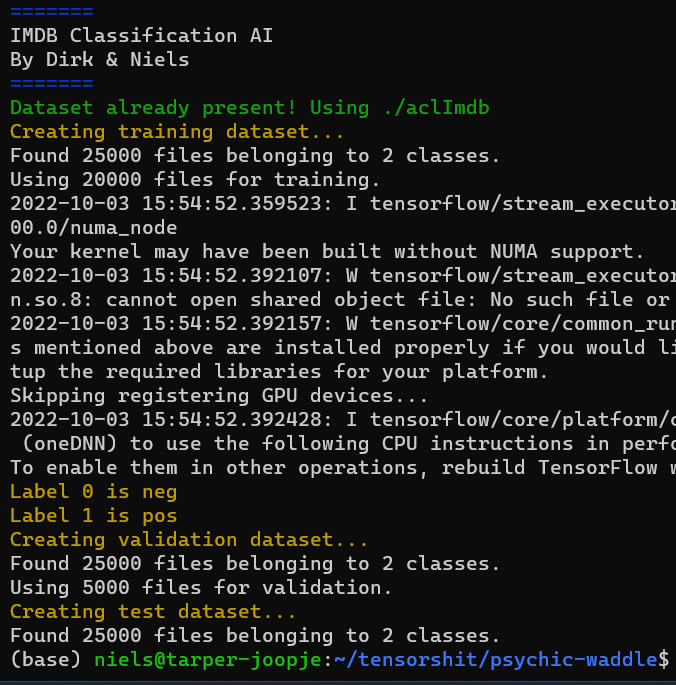 =======
IMDB Classification AI
By Dirk & Niels
=======
Dataset already present! Using ./aclImdb
Creating training dataset...
Found 25000 files belonging to 2 classes.
Using 20000 files for training.
2022-10-03 15:54:52.359523: I tensorflow/stream_executor
00.0/numa_node
Your kernel may have been built without NUMA support.
2022-10-03 15:54:52.392107: W tensorflow/stream_executor
n.so.8: cannot open shared object file: No such file or
2022-10-03 15:54:52.392157: W tensorflow/core/common_run
s mentioned above are installed properly if you would li
tup the required libraries for your platform.
Skipping registering GPU devices...
2022-10-03 15:54:52.392428: I tensorflow/core/platform/c
 (oneDNN) to use the following CPU instructions in perfo
To enable them in other operations, rebuild TensorFlow w
Label 0 is neg
Label 1 is pos
Creating validation dataset...
Found 25000 files belonging to 2 classes.
Using 5000 files for validation.
Creating test dataset...
Found 25000 files belonging to 2 classes.
(base) niels@tarper-joopje:~/tensorshit/psychic-waddle$